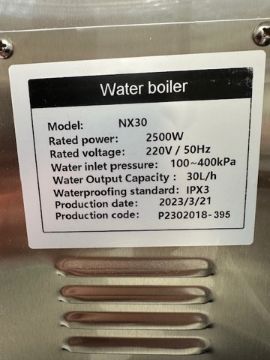 Water boiler
Model: NX30
Rated power: 2500W
Rated voltage: 220V / 50Hz
Water inlet pressure: 100~400kPa
Water Output Capacity : 30L/h
Waterproofing standard: IPX3
Production date: 2023/3/21
Production code: P2302018-395